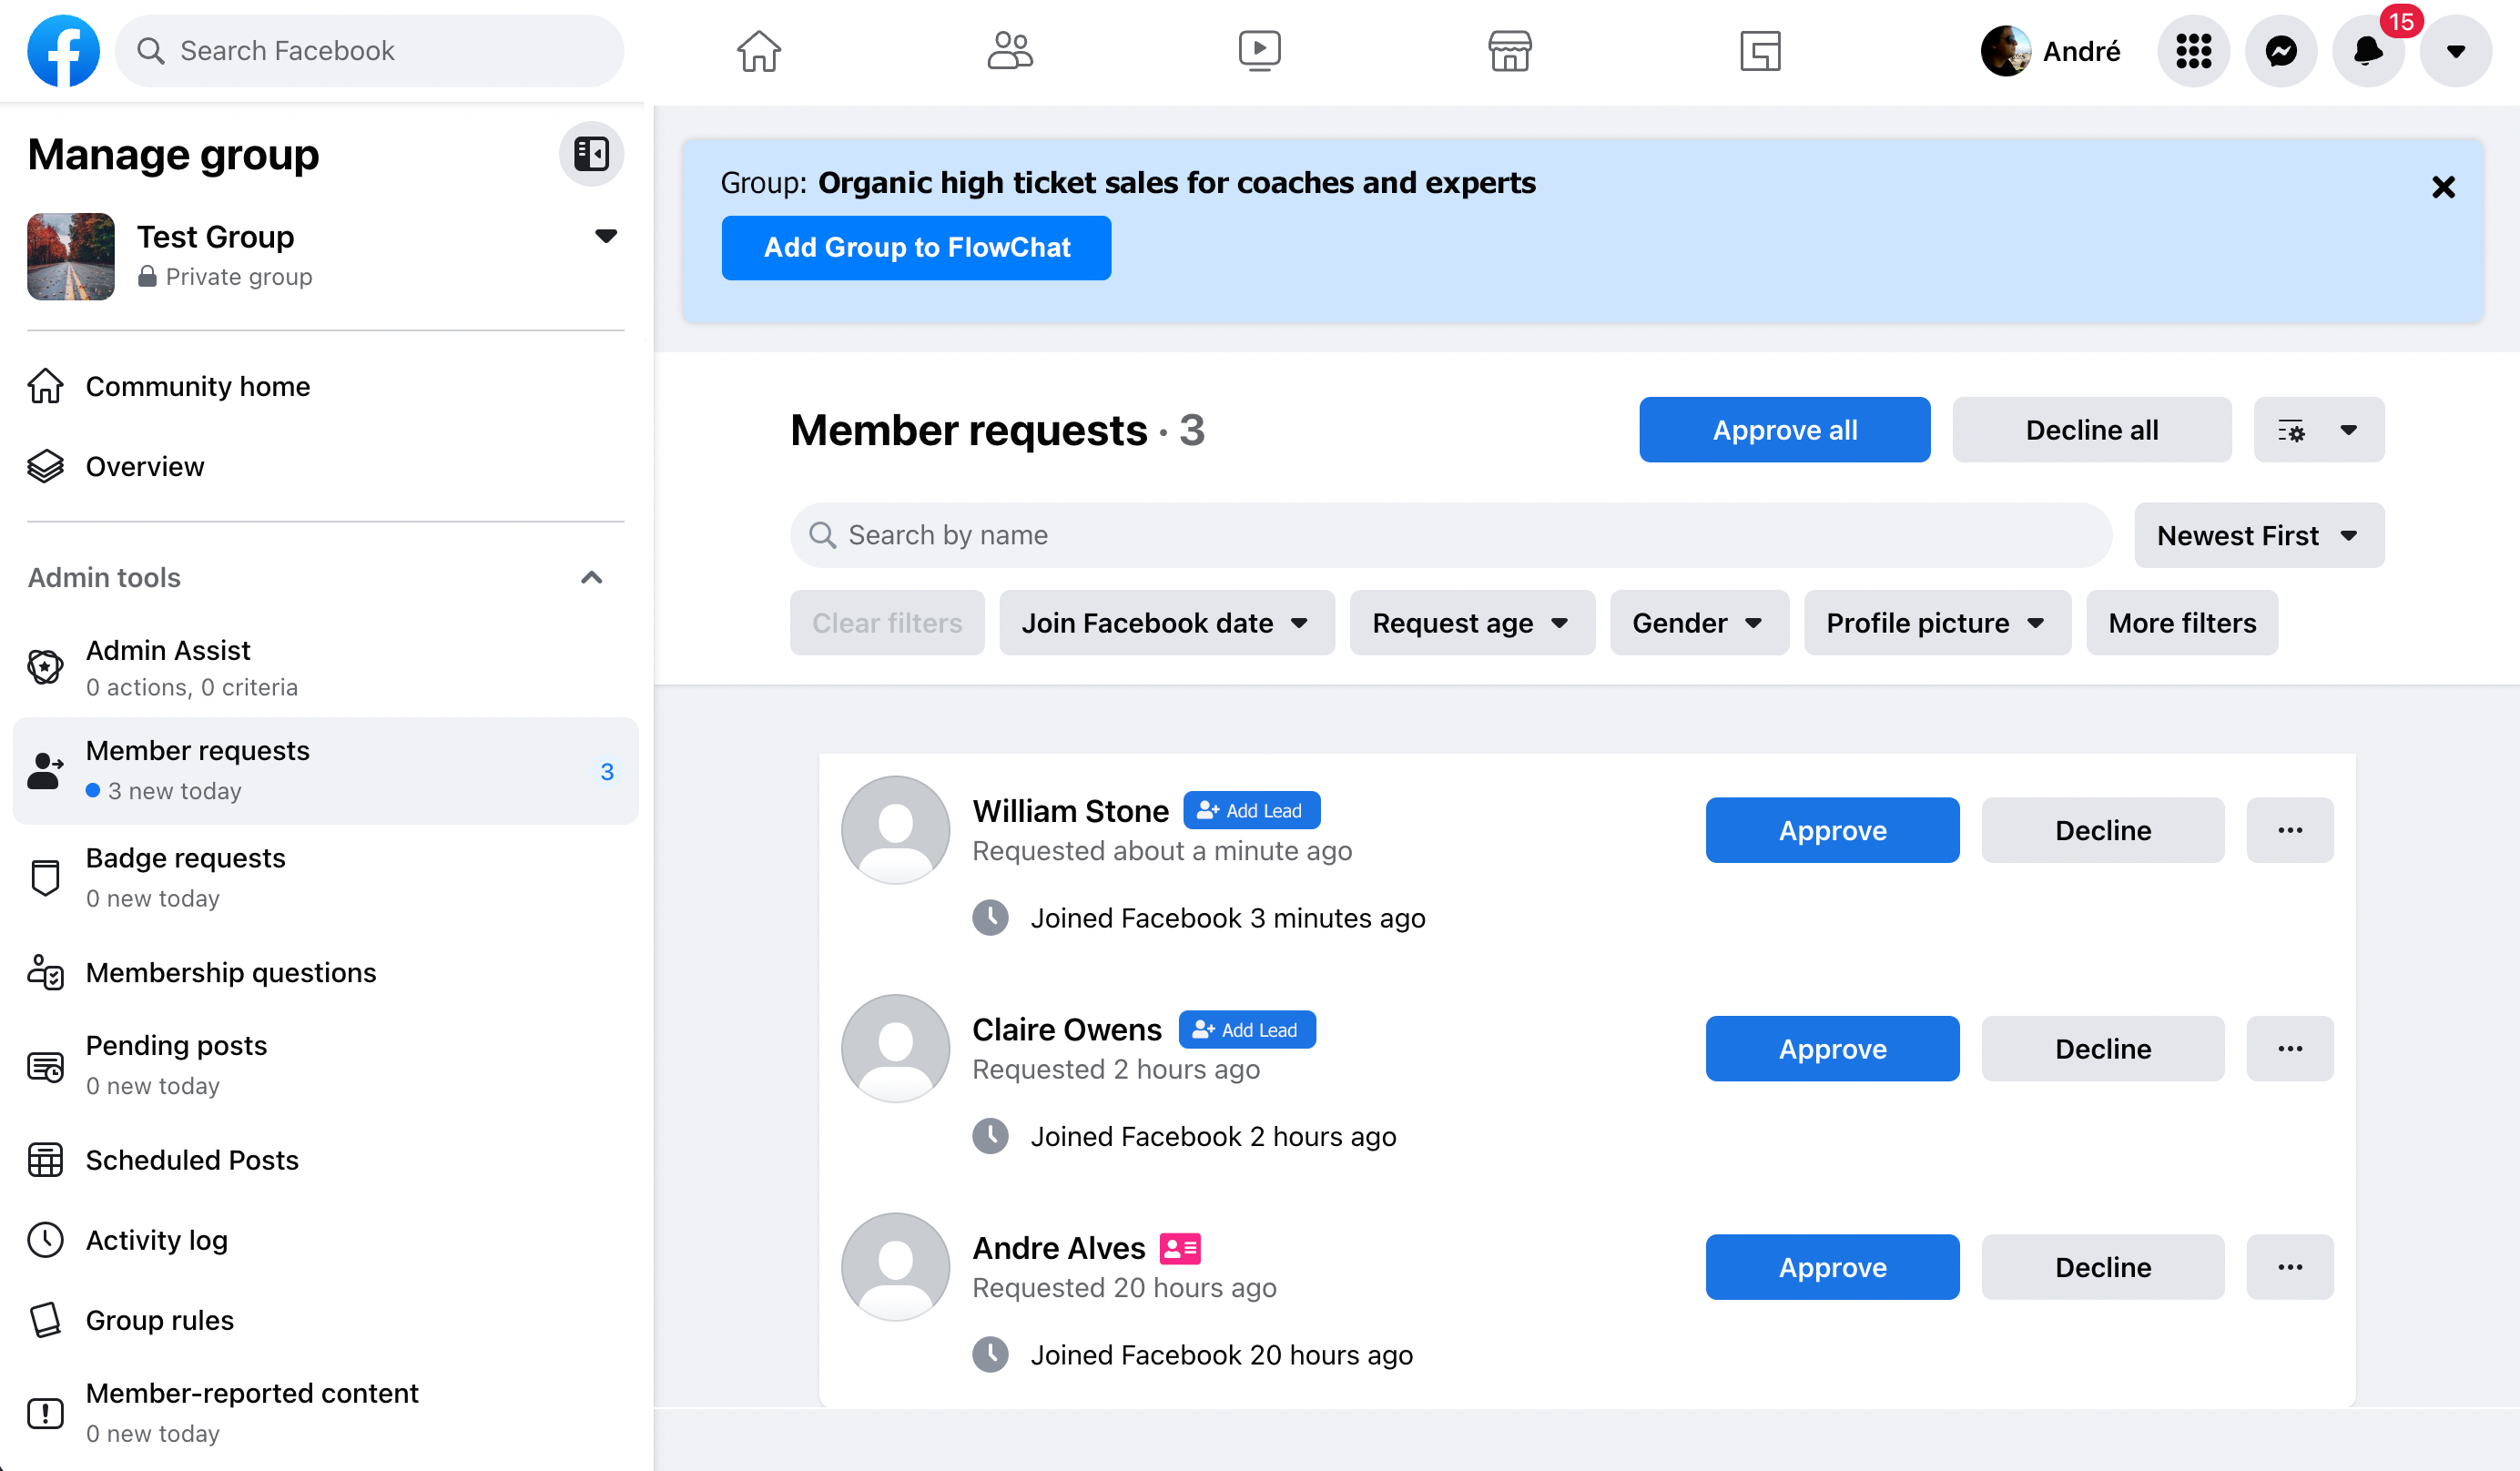 Search Facebook
André
15
Manage group
Test Group
Private group
Community home
Overview
Admin tools
Admin Assist
0 actions, 0 criteria
Member requests
3 new today
3
Badge requests
0 new today
Membership questions
Pending posts
0 new today
Scheduled Posts
Activity log
Group rules
Member-reported content
0 new today
Group: Organic high ticket sales for coaches and experts
Add Group to FlowChat
Member requests · 3
Approve all
Decline all
Search by name
Newest First
Clear filters
Join Facebook date
Request age
Gender
Profile picture
More filters
William Stone
Add Lead
Requested about a minute ago
Joined Facebook 3 minutes ago
Approve
Decline
Claire Owens
Add Lead
Requested 2 hours ago
Joined Facebook 2 hours ago
Approve
Decline
Andre Alves
Requested 20 hours ago
Joined Facebook 20 hours ago
Approve
Decline